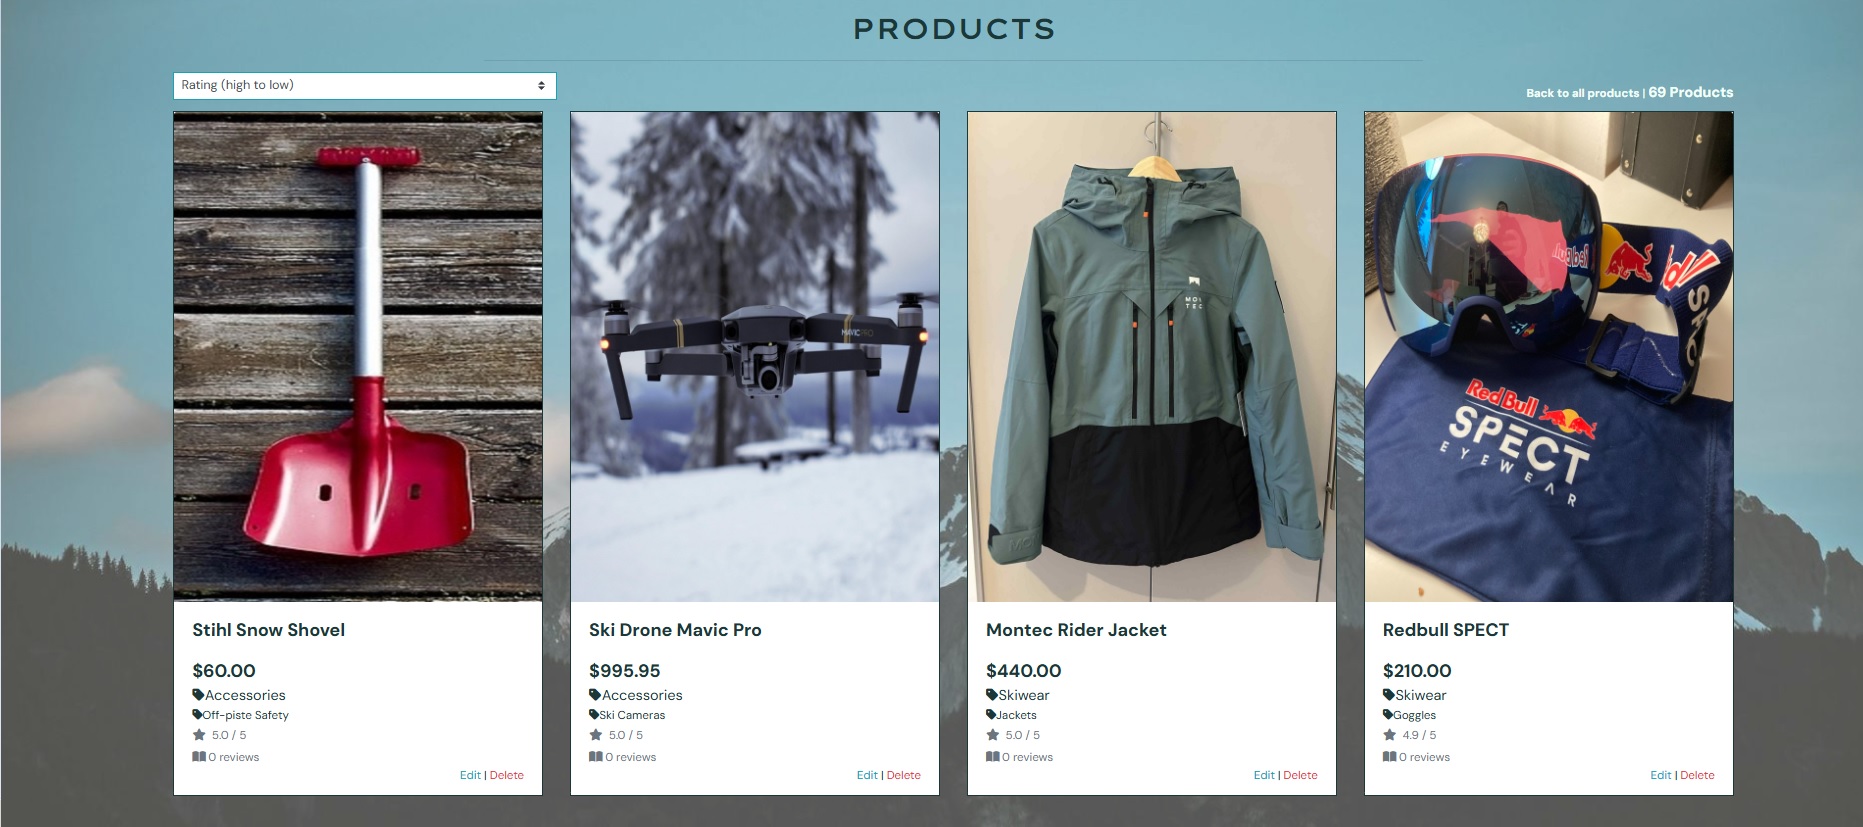 PRODUCTS
Rating (high to low)
Back to all products | 69 Products
MAVIC PRO
MON
TEC
Red Bull
Red Bull
SPECT
EYEWEAR
Stihl Snow Shovel
$60.00
Accessories
Off-piste Safety
5.0 / 5
0 reviews
Edit | Delete
Ski Drone Mavic Pro
$995.95
Accessories
Ski Cameras
5.0 / 5
0 reviews
Edit | Delete
Montec Rider Jacket
$440.00
Skiwear
Jackets
5.0 / 5
0 reviews
Edit | Delete
Redbull SPECT
$210.00
Skiwear
Goggles
4.9 / 5
0 reviews
Edit | Delete